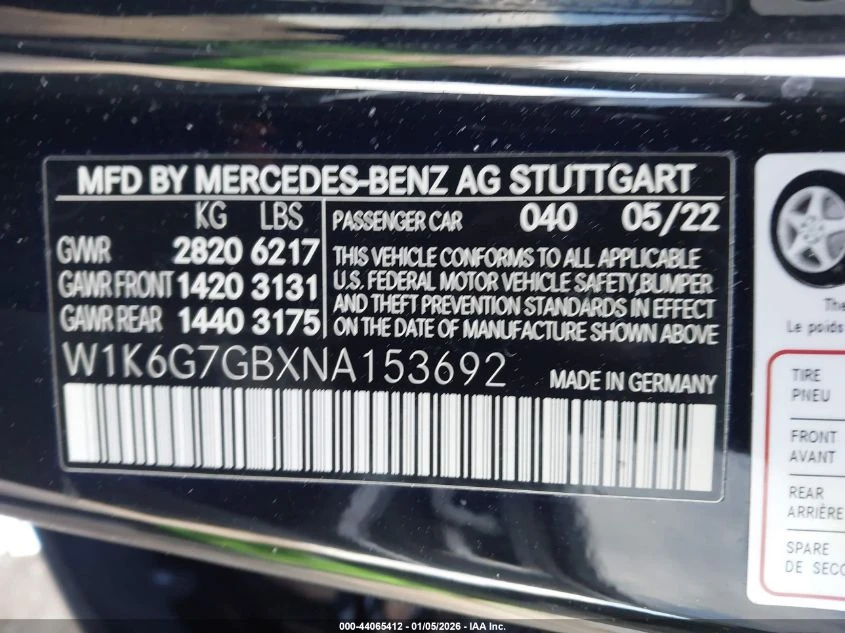 MFD BY MERCEDES-BENZ AG STUTTGART
KG LBS
GVWR 2820 6217
GAWR FRONT 1420 3131
GAWR REAR 1440 3175
PASSENGER CAR 040 05/22
THIS VEHICLE CONFORMS TO ALL APPLICABLE
U.S. FEDERAL MOTOR VEHICLE SAFETY,BUMPER
AND THEFT PREVENTION STANDARDS IN EFFECT
ON THE DATE OF MANUFACTURE SHOWN ABOVE
W1K6G7GBXNA153692
MADE IN GERMANY
The
Le poids
TIRE
PNEU
FRONT
AVANT
REAR
ARRIÈRE
SPARE
DE SECO
000-44065412 - 01/05/2026 - IAA Inc.